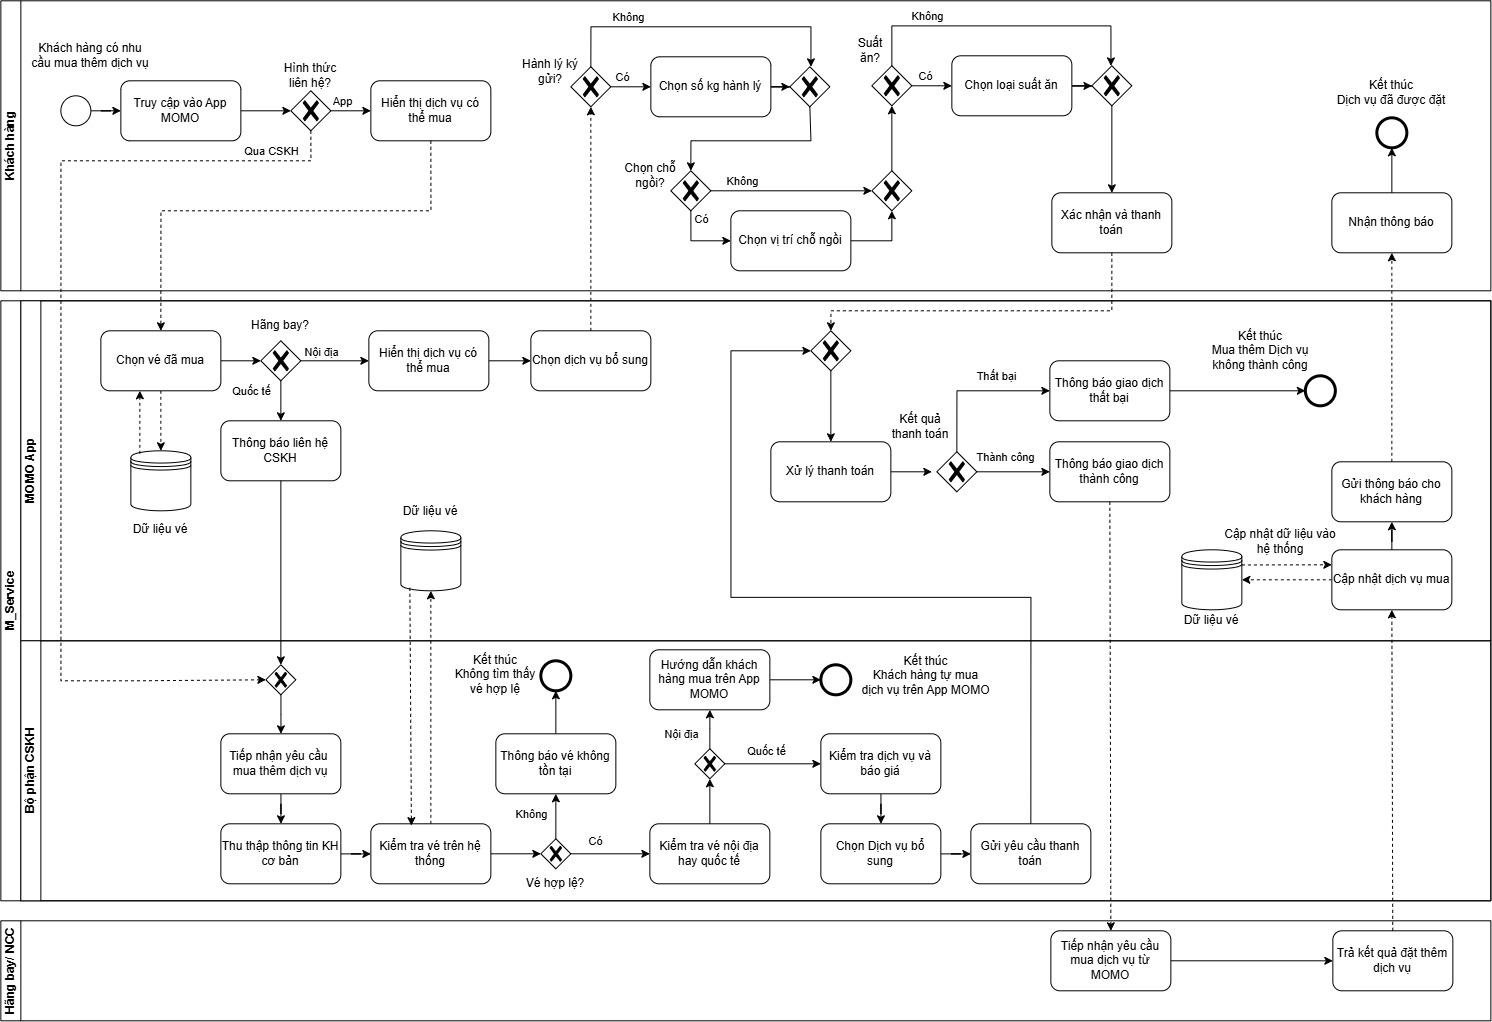 Khách hàng
Khách hàng có nhu
cầu mua thêm dịch vụ
Truy cập vào App
MOMO
Hình thức
liên hệ?
App
Qua CSKH
Hiển thị dịch vụ có
thể mua
Hành lý ký
gửi?
Không
Có
Chọn số kg hành lý
Chọn chỗ
ngồi?
Không
Có
Chọn vị trí chỗ ngồi
Suất
ăn?
Không
Có
Chọn loại suất ăn
Xác nhận và thanh
toán
Kết thúc
Dịch vụ đã được đặt
Nhận thông báo
M_Service
MOMO App
Chọn vé đã mua
Hãng bay?
Nội địa
Quốc tế
Hiển thị dịch vụ có
thể mua
Chọn dịch vụ bổ sung
Thông báo liên hệ
CSKH
Dữ liệu vé
Dữ liệu vé
Xử lý thanh toán
Kết quả
thanh toán
Thất bại
Thành công
Thông báo giao dịch
thất bại
Thông báo giao dịch
thành công
Kết thúc
Mua thêm Dịch vụ
không thành công
Gửi thông báo cho
khách hàng
Cập nhật dữ liệu vào
hệ thống
Cập nhật dịch vụ mua
Dữ liệu vé
Bộ phận CSKH
Tiếp nhận yêu cầu
mua thêm dịch vụ
Thu thập thông tin KH
cơ bản
Kiểm tra vé trên hệ
thống
Kết thúc
Không tìm thấy
vé hợp lệ
Thông báo vé không
tồn tại
Không
Có
Vé hợp lệ?
Hướng dẫn khách
hàng mua trên App
MOMO
Kết thúc
Khách hàng tự mua
dịch vụ trên App MOMO
Nội địa
Quốc tế
Kiểm tra vé nội địa
hay quốc tế
Kiểm tra dịch vụ và
báo giá
Chọn Dịch vụ bổ
sung
Gửi yêu cầu thanh
toán
Hãng bay/ NCC
Tiếp nhận yêu cầu
mua dịch vụ từ
MOMO
Trả kết quả đặt thêm
dịch vụ